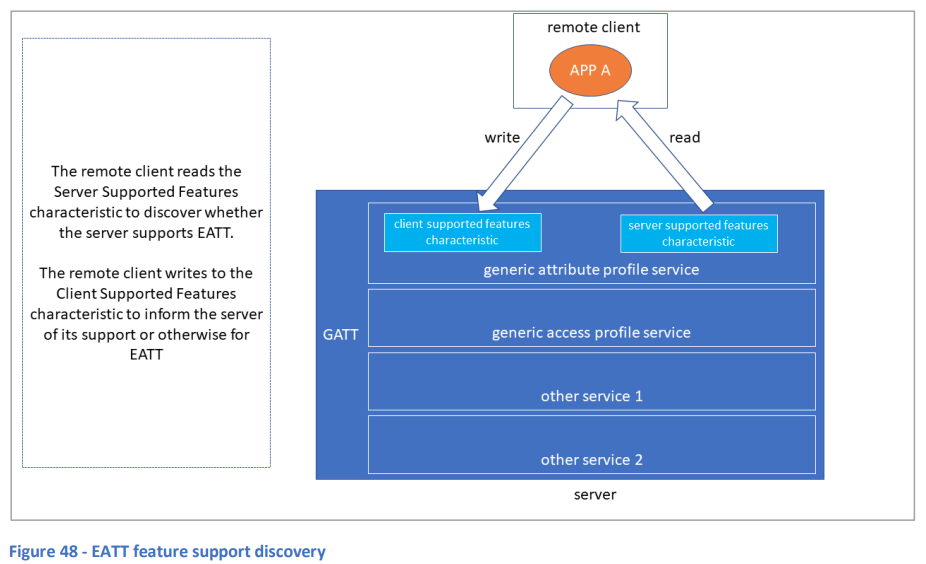 remote client
APP A
write
read
The remote client reads the
Server Supported Features
characteristic to discover whether
the server supports EATT.
The remote client writes to the
Client Supported Features
characteristic to inform the server
of its support or otherwise for
EATT
client supported features
characteristic
server supported features
characteristic
generic attribute profile service
GATT
generic access profile service
other service 1
other service 2
server
Figure 48 - EATT feature support discovery